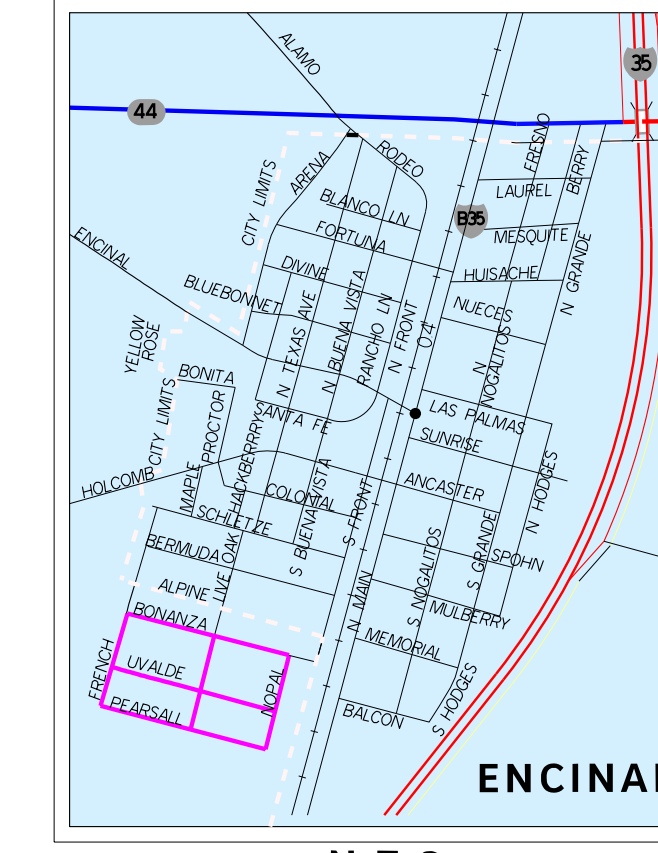 ALAMO
35
44
FRESNO
RODEO
ARENA
BERRY
CITY LIMITS
LAUREL
BLANCO LN
B35
FORTUNA
MESQUITE
ENCINAL
DIVINE
HUISACHE
N GRANDE
BLUEBONNET
N TEXAS AVE
N BUENA VISTA
RANCHO LN
N FRONT
NUECES
YELLOW
ROSE
N
NOGALITOS
BONITA
CITY LIMITS
PROCTOR
HACKBERRRY
SANTA FE
LAS PALMAS
SUNRISE
HOLCOMB
MAPLE
COLONIAL
ANCASTER
N HODGES
SCHLETZE
S BUENA VISTA
S FRONT
BERMUDA
LIVE OAK
S NOGALITOS
S GRANDE
SPOHN
ALPINE
N MAIN
BONANZA
MULBERRY
MEMORIAL
FRENCH
UVALDE
NOPAL
S HODGES
PEARSALL
BALCON
ENCINA